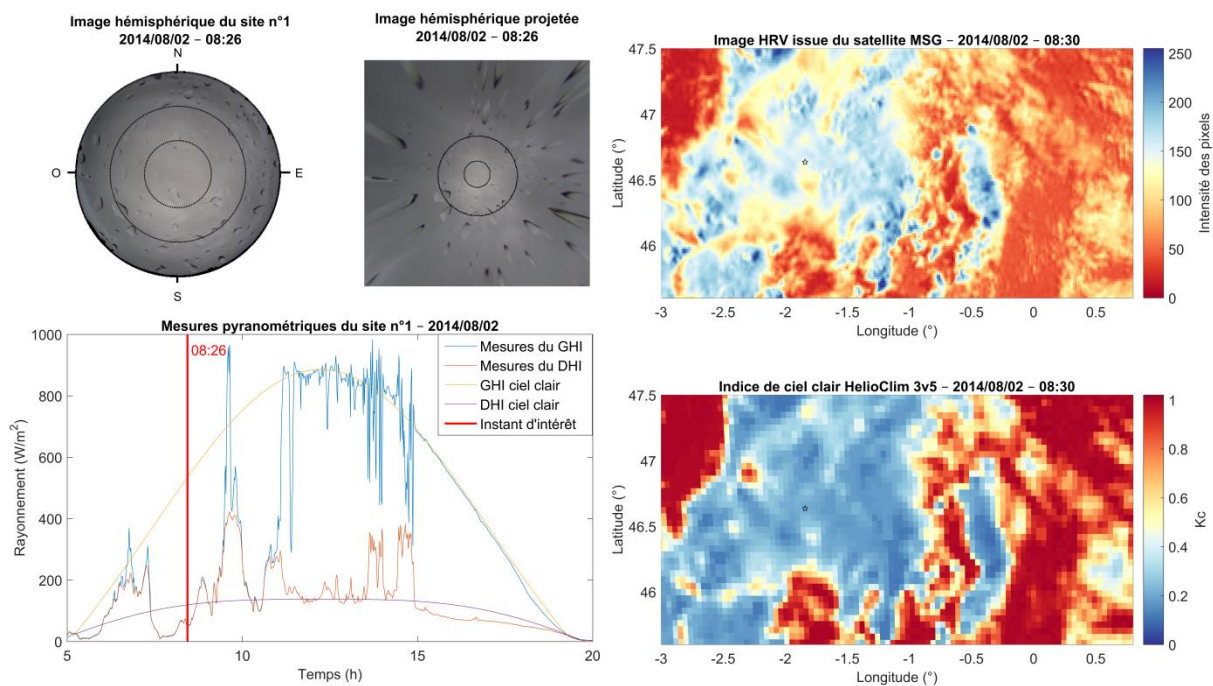 Image hémisphérique du site n°1
2014/08/02 – 08:26
N
O
E
S
Image hémisphérique projetée
2014/08/02 – 08:26
Image HRV issue du satellite MSG – 2014/08/02 – 08:30
47.5
47
46.5
46
Latitude (°)
-3
-2.5
-2
-1.5
-1
-0.5
0
0.5
Longitude (°)
250
200
150
100
50
0
Intensité des pixels
Mesures pyranométriques du site n°1 – 2014/08/02
1000
800
600
400
200
0
Rayonnement (W/m²)
08:26
Mesures du GHI
Mesures du DHI
GHI ciel clair
DHI ciel clair
Instant d'intérêt
5
10
15
20
Temps (h)
Indice de ciel clair HelioClim 3v5 – 2014/08/02 – 08:30
47.5
47
46.5
46
Latitude (°)
-3
-2.5
-2
-1.5
-1
-0.5
0
0.5
Longitude (°)
1
0.8
0.6
0.4
0.2
0
Kc